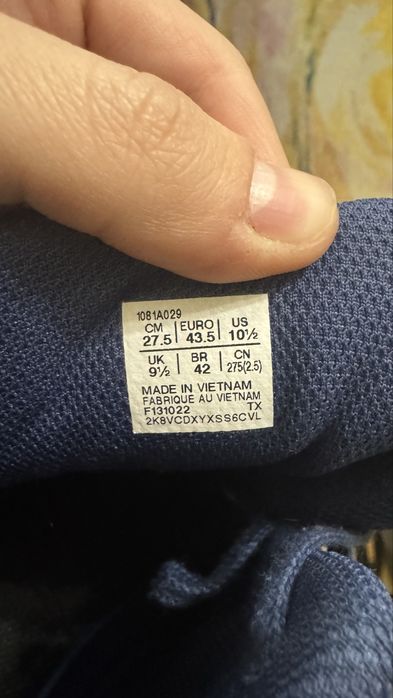 1081A029
CM EURO US
27.5 43.5 10½
UK BR CN
9½ 42 275(2.5)
MADE IN VIETNAM
FABRIQUE AU VIETNAM
F131022 TX
2K8VCDXYXSS6CVL